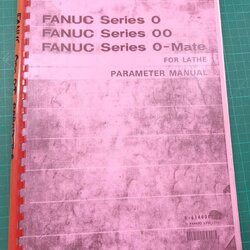 FANUC Series 0
FANUC Series 00
FANUC Series 0-Mate
FOR LATHE
PARAMETER MANUAL